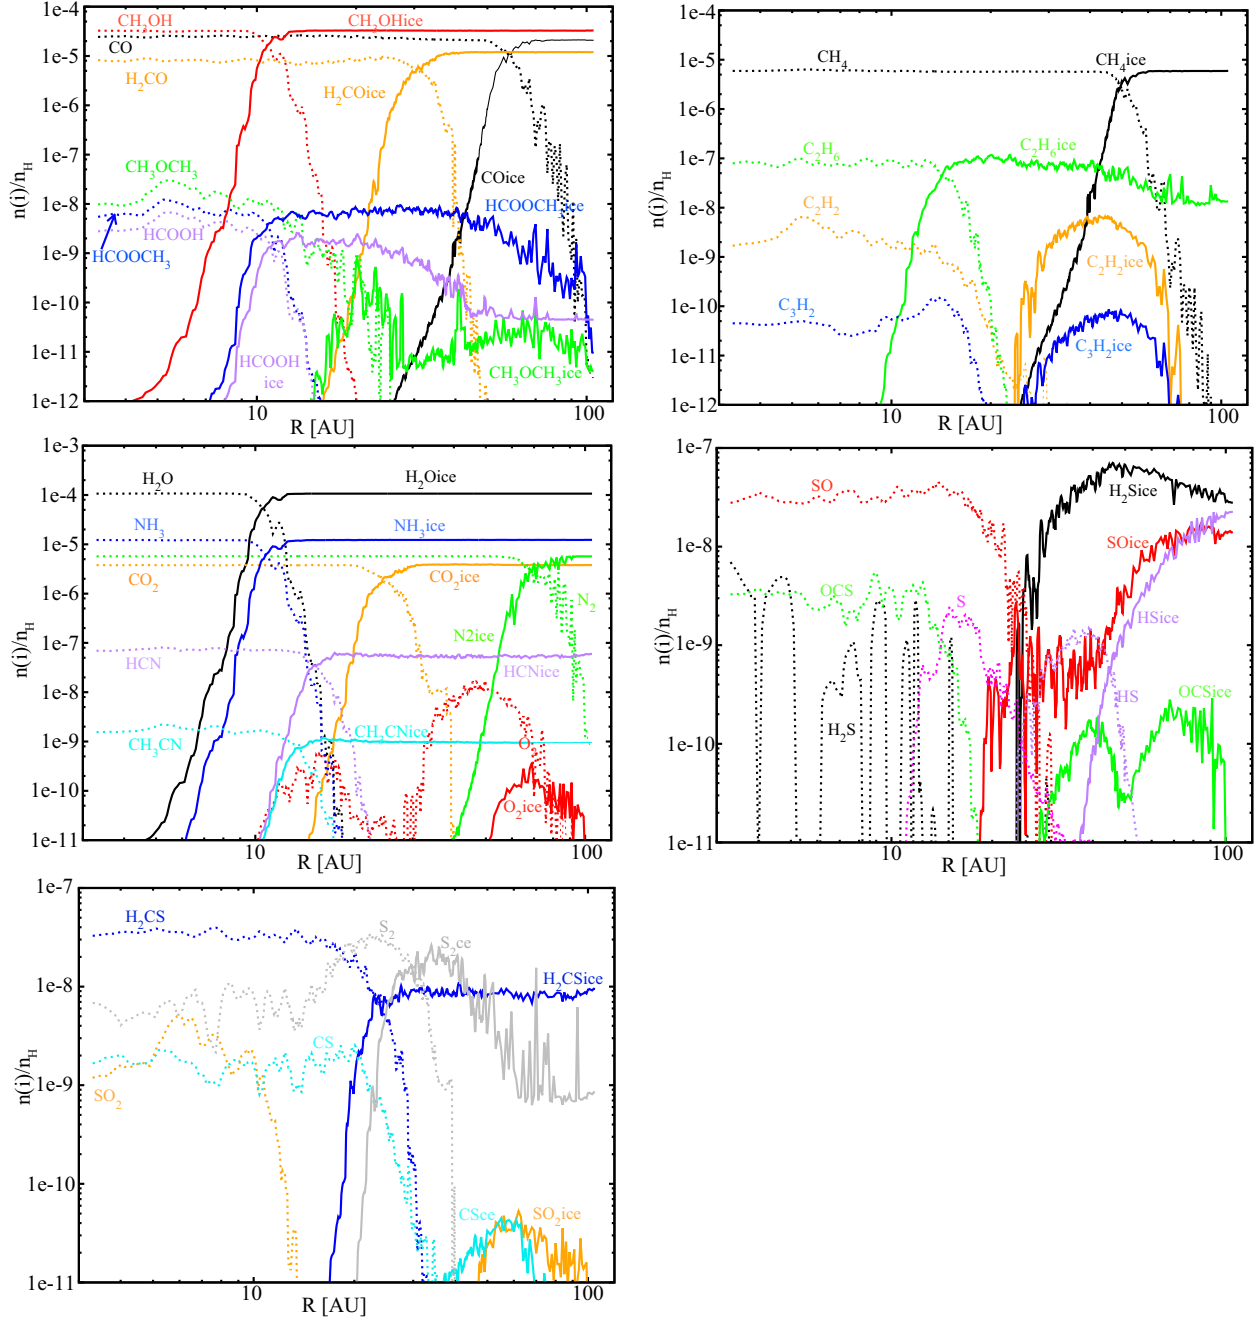 1e-4
1e-5
1e-6
1e-7
1e-8
1e-9
1e-10
1e-11
1e-12
n(i)/n_H
CH₃OH
CH₃OHice
CO
H₂CO
H₂COice
CH₃OCH₃
COice
HCOOCH₃ice
HCOOH
HCOOCH₃
HCOOH
ice
CH₃OCH₃ice
10
100
R [AU]
1e-4
1e-5
1e-6
1e-7
1e-8
1e-9
1e-10
1e-11
1e-12
n(i)/n_H
CH₄
CH₄ice
C₂H₆
C₂H₆ice
C₂H₂
C₂H₂ice
C₃H₂
C₃H₂ice
10
100
R [AU]
1e-3
1e-4
1e-5
1e-6
1e-7
1e-8
1e-9
1e-10
1e-11
n(i)/n_H
H₂O
H₂Oice
NH₃
NH₃ice
CO₂
CO₂ice
N₂
N2ice
HCN
HCNice
CH₃CN
CH₃CNice
O₂
O₂ice
10
100
R [AU]
1e-7
1e-8
1e-9
1e-10
1e-11
n(i)/n_H
SO
H₂Sice
SOice
OCS
S
HSice
HS
H₂S
OCSice
10
100
R [AU]
1e-7
1e-8
1e-9
1e-10
1e-11
n(i)/n_H
H₂CS
S₂
S₂ce
H₂CSice
CS
SO₂
CSce
SO₂ice
10
100
R [AU]